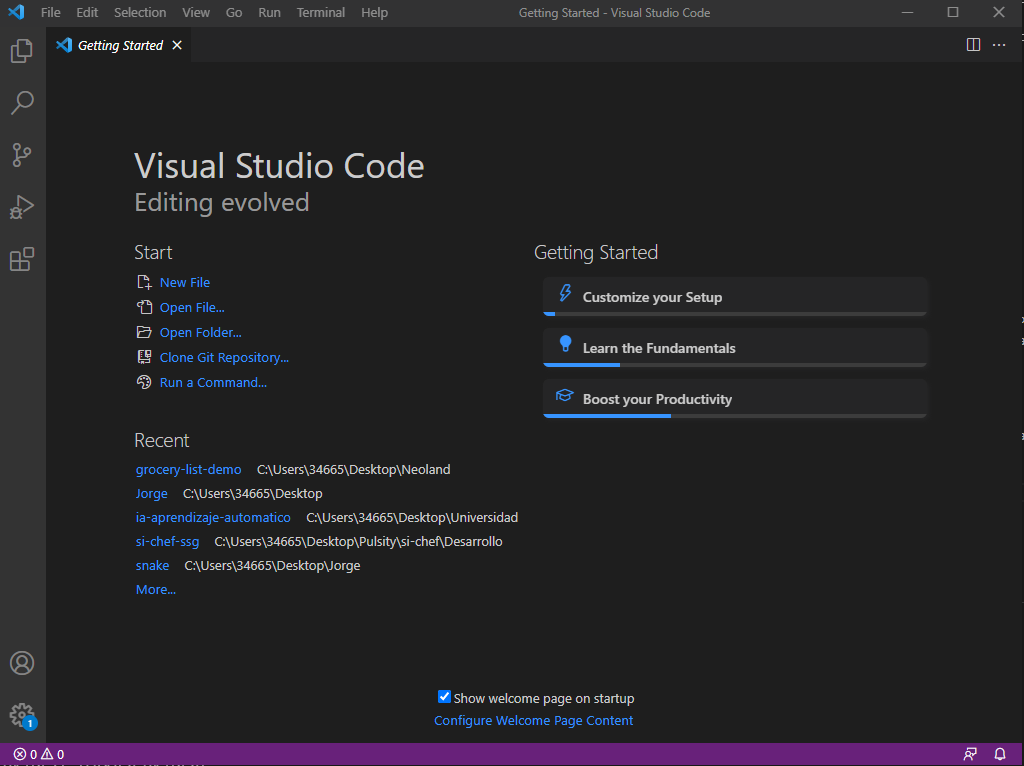 File Edit Selection View Go Run Terminal Help Getting Started - Visual Studio Code
Getting Started
Visual Studio Code
Editing evolved
Start
New File
Open File...
Open Folder...
Clone Git Repository...
Run a Command...
Recent
grocery-list-demo C:\Users\34665\Desktop\Neoland
Jorge C:\Users\34665\Desktop
ia-aprendizaje-automatico C:\Users\34665\Desktop\Universidad
si-chef-ssg C:\Users\34665\Desktop\Pulsity\si-chef\Desarrollo
snake C:\Users\34665\Desktop\Jorge
More...
Getting Started
Customize your Setup
Learn the Fundamentals
Boost your Productivity
Show welcome page on startup
Configure Welcome Page Content
1
0 0